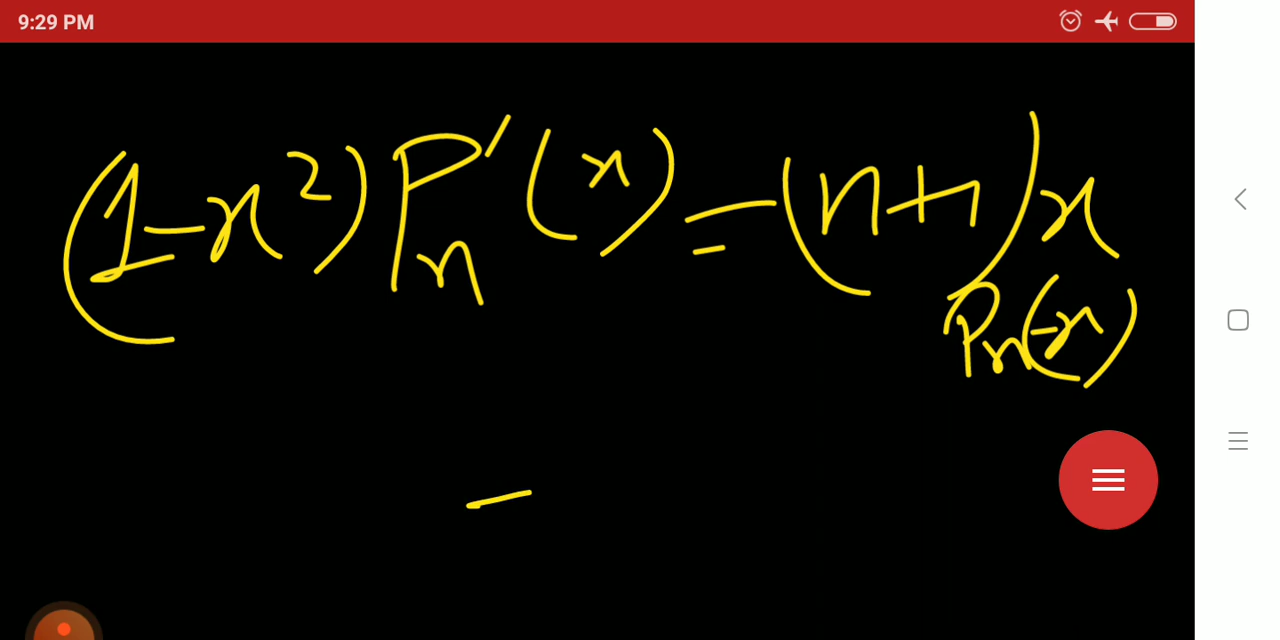 9:29 PM
(1-x²)P'ₙ(x)=(n+1)x
Pₙ(x)
-